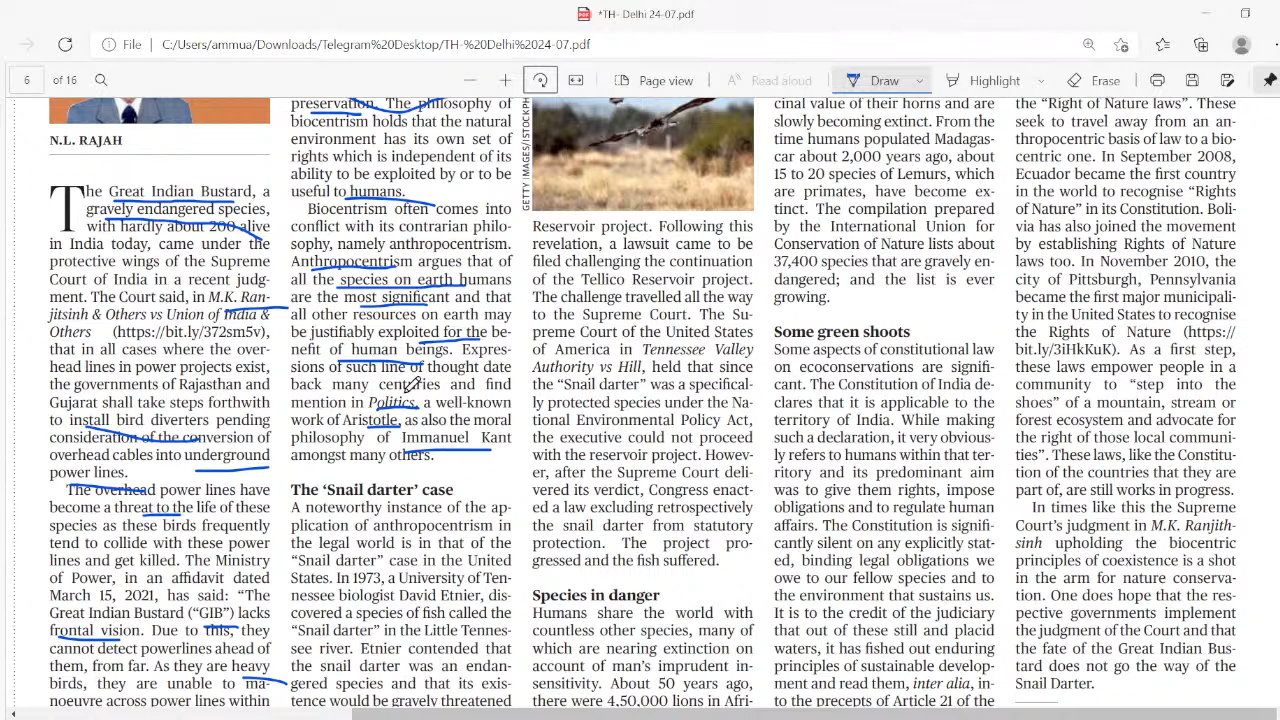 *TH- Delhi 24-07.pdf
File
C:/Users/ammua/Downloads/Telegram%20Desktop/TH-%20Delhi%2024-07.pdf
6
of 16
Page view
Read aloud
Draw
Highlight
Erase
N.L. RAJAH
The Great Indian Bustard, a
gravely endangered species,
with hardly about 200 alive
in India today, came under the
protective wings of the Supreme
Court of India in a recent judg-
ment. The Court said, in M.K. Ran-
jitsinh & Others vs Union of India &
Others (https://bit.ly/372sm5v),
that in all cases where the over-
head lines in power projects exist,
the governments of Rajasthan and
Gujarat shall take steps forthwith
to install bird diverters pending
consideration of the conversion of
overhead cables into underground
power lines.
The overhead power lines have
become a threat to the life of these
species as these birds frequently
tend to collide with these power
lines and get killed. The Ministry
of Power, in an affidavit dated
March 15, 2021, has said: “The
Great Indian Bustard (“GIB”) lacks
frontal vision. Due to this, they
cannot detect powerlines ahead of
them, from far. As they are heavy
birds, they are unable to ma-
noeuvre across power lines within
preservation. The philosophy of
biocentrism holds that the natural
environment has its own set of
rights which is independent of its
ability to be exploited by or to be
useful to humans.
Biocentrism often comes into
conflict with its contrarian philo-
sophy, namely anthropocentrism.
Anthropocentrism argues that of
all the species on earth humans
are the most significant and that
all other resources on earth may
be justifiably exploited for the be-
nefit of human beings. Expres-
sions of such line of thought date
back many centuries and find
mention in Politics, a well-known
work of Aristotle, as also the moral
philosophy of Immanuel Kant
amongst many others.
The ‘Snail darter’ case
A noteworthy instance of the ap-
plication of anthropocentrism in
the legal world is in that of the
“Snail darter” case in the United
States. In 1973, a University of Ten-
nessee biologist David Etnier, dis-
covered a species of fish called the
“Snail darter” in the Little Tennes-
see river. Etnier contended that
the snail darter was an endan-
gered species and that its exis-
tence would be gravely threatened
GETTY IMAGES/ISTOCKPH
Reservoir project. Following this
revelation, a lawsuit came to be
filed challenging the continuation
of the Tellico Reservoir project.
The challenge travelled all the way
to the Supreme Court. The Su-
preme Court of the United States
of America in Tennessee Valley
Authority vs Hill, held that since
the “Snail darter” was a specifical-
ly protected species under the Na-
tional Environmental Policy Act,
the executive could not proceed
with the reservoir project. Howev-
er, after the Supreme Court deli-
vered its verdict, Congress enact-
ed a law excluding retrospectively
the snail darter from statutory
protection. The project pro-
gressed and the fish suffered.
Species in danger
Humans share the world with
countless other species, many of
which are nearing extinction on
account of man’s imprudent in-
sensitivity. About 50 years ago,
there were 4,50,000 lions in Afri-
cinal value of their horns and are
slowly becoming extinct. From the
time humans populated Madagas-
car about 2,000 years ago, about
15 to 20 species of Lemurs, which
are primates, have become ex-
tinct. The compilation prepared
by the International Union for
Conservation of Nature lists about
37,400 species that are gravely en-
dangered; and the list is ever
growing.
Some green shoots
Some aspects of constitutional law
on ecoconservations are signifi-
cant. The Constitution of India de-
clares that it is applicable to the
territory of India. While making
such a declaration, it very obvious-
ly refers to humans within that ter-
ritory and its predominant aim
was to give them rights, impose
obligations and to regulate human
affairs. The Constitution is signifi-
cantly silent on any explicitly stat-
ed, binding legal obligations we
owe to our fellow species and to
the environment that sustains us.
It is to the credit of the judiciary
that out of these still and placid
waters, it has fished out enduring
principles of sustainable develop-
ment and read them, inter alia, in-
to the precepts of Article 21 of the
the “Right of Nature laws”. These
seek to travel away from an an-
thropocentric basis of law to a bio-
centric one. In September 2008,
Ecuador became the first country
in the world to recognise “Rights
of Nature” in its Constitution. Boli-
via has also joined the movement
by establishing Rights of Nature
laws too. In November 2010, the
city of Pittsburgh, Pennsylvania
became the first major municipali-
ty in the United States to recognise
the Rights of Nature (https://
bit.ly/3iHkKuK). As a first step,
these laws empower people in a
community to “step into the
shoes” of a mountain, stream or
forest ecosystem and advocate for
the right of those local communi-
ties”. These laws, like the Constitu-
tion of the countries that they are
part of, are still works in progress.
In times like this the Supreme
Court’s judgment in M.K. Ranjith-
sinh upholding the biocentric
principles of coexistence is a shot
in the arm for nature conserva-
tion. One does hope that the res-
pective governments implement
the judgment of the Court and that
the fate of the Great Indian Bus-
tard does not go the way of the
Snail Darter.